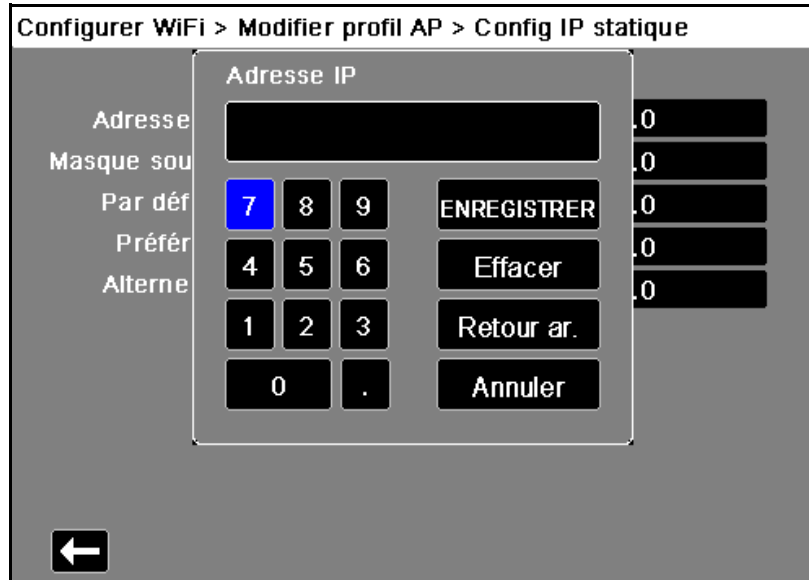 Configurer WiFi > Modifier profil AP > Config IP statique
Adresse IP
Adresse
.0
Masque sou
.0
Par déf
.0
Préfér
.0
Alterne
.0
7 8 9 ENREGISTRER
4 5 6 Effacer
1 2 3 Retour ar.
0 . Annuler